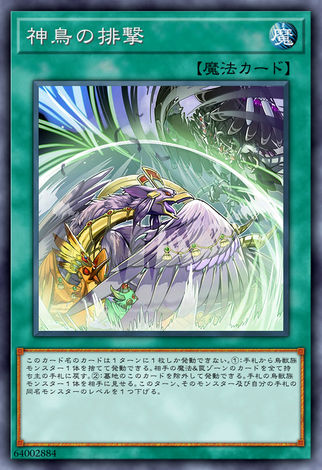 神鳥の排撃
魔
【魔法カード】
このカード名のカードは１ターンに１枚しか発動できない。①：手札から鳥獣族
モンスター１体を捨てて発動できる。相手の魔法&罠ゾーンのカードを全て持
ち主の手札に戻す。②：墓地のこのカードを除外して発動できる。手札の鳥獣族
モンスター１体を相手に見せる。このターン、そのモンスター及び自分の手札の
同名モンスターのレベルを１つ下げる。
64002884